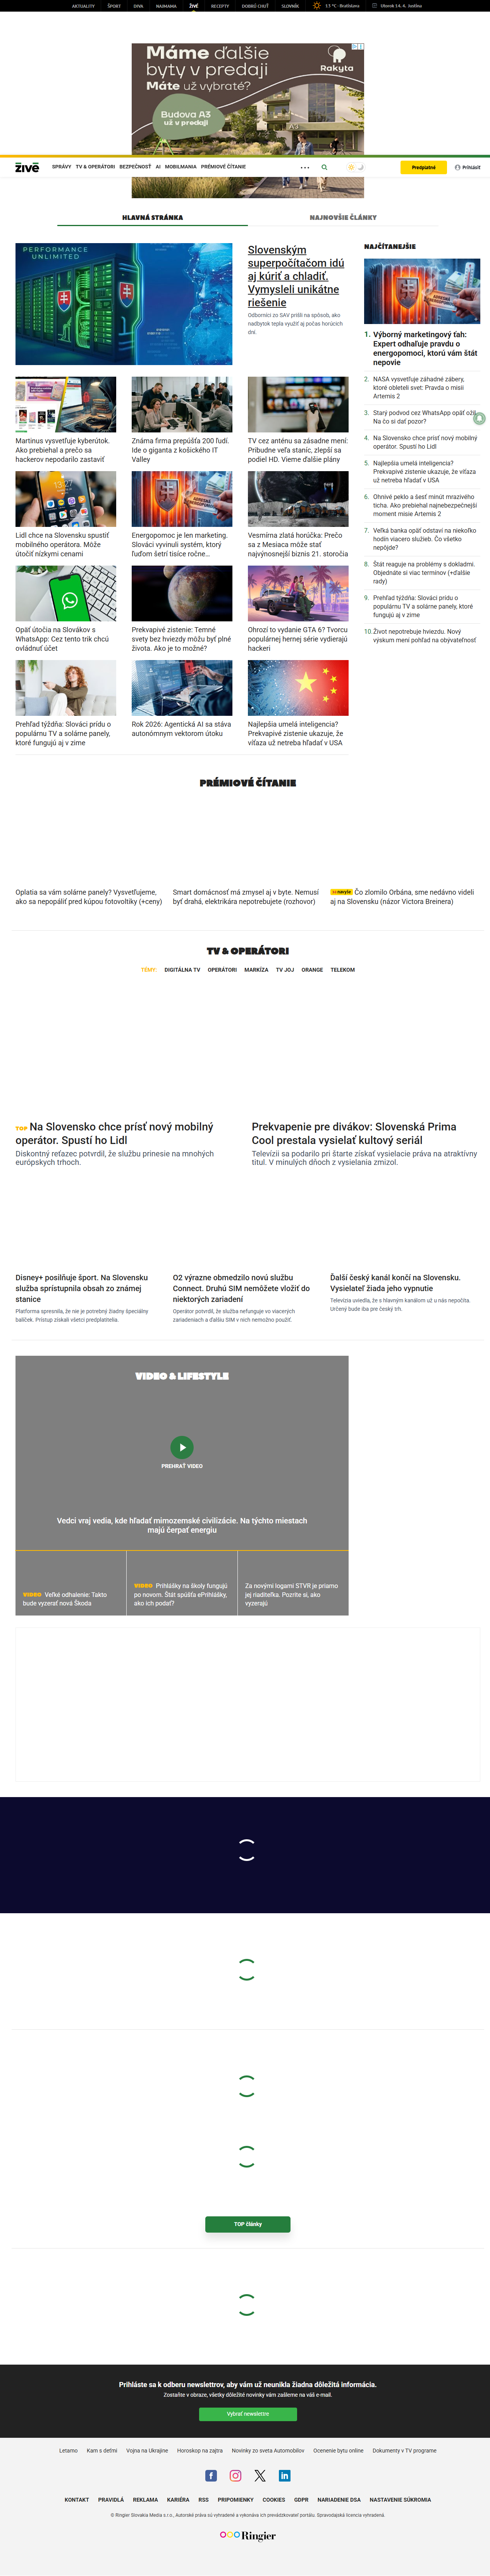 AKTUALITY
ŠPORT
DIVA
NAJMAMA
ŽIVÉ
RECEPTY
DOBRÚ CHUŤ
SLOVNÍK
13 °C · Bratislava
Utorok 14. 4. Justína
Máme ďalšie
byty v predaji
Máte už vybraté?
Rakyta
Budova A3
už v predaji
A3
živé
SPRÁVY
TV & OPERÁTORI
BEZPEČNOSŤ
AI
MOBILMANIA
PRÉMIOVÉ ČÍTANIE
Predplatné
Prihlásiť
HLAVNÁ STRÁNKA
NAJNOVŠIE ČLÁNKY
PERFORMANCE
UNLIMITED
Slovenským
superpočítačom idú
aj kúriť a chladiť.
Vymysleli unikátne
riešenie
Odborníci zo SAV prišli na spôsob, ako
nadbytok tepla využiť aj počas horúcich
dní.
NAJČÍTANEJŠIE
1. Výborný marketingový ťah:
Expert odhaľuje pravdu o
energopomoci, ktorú vám štát
nepovie
2. NASA vysvetľuje záhadné zábery,
ktoré obleteli svet: Pravda o misii
Artemis 2
3. Starý podvod cez WhatsApp opäť ožil.
Na čo si dať pozor?
4. Na Slovensko chce prísť nový mobilný
operátor. Spustí ho Lidl
5. Najlepšia umelá inteligencia?
Prekvapivé zistenie ukazuje, že víťaza
už netreba hľadať v USA
6. Ohnivé peklo a šesť minút mrazivého
ticha. Ako prebiehal najnebezpečnejší
moment misie Artemis 2
7. Veľká banka opäť odstaví na niekoľko
hodín viacero služieb. Čo všetko
nepôjde?
8. Štát reaguje na problémy s dokladmi.
Objednáte si viac termínov (+ďalšie
rady)
9. Prehľad týždňa: Slováci prídu o
populárnu TV a solárne panely, ktoré
fungujú aj v zime
10. Život nepotrebuje hviezdu. Nový
výskum mení pohľad na obývateľnosť
Martinus vysvetľuje kyberútok.
Ako prebiehal a prečo sa
hackerov nepodarilo zastaviť
Známa firma prepúšťa 200 ľudí.
Ide o giganta z košického IT
Valley
TV cez anténu sa zásadne mení:
Pribudne veľa staníc, zlepší sa
podiel HD. Vieme ďalšie plány
Lidl chce na Slovensku spustiť
mobilného operátora. Môže
útočiť nízkymi cenami
Energopomoc je len marketing.
Slováci vyvinuli systém, ktorý
ľuďom šetrí tisíce ročne...
Vesmírna zlatá horúčka: Prečo
sa z Mesiaca môže stať
najvýnosnejší biznis 21. storočia
Opäť útočia na Slovákov s
WhatsApp: Cez tento trik chcú
ovládnuť účet
Prekvapivé zistenie: Temné
svety bez hviezdy môžu byť plné
života. Ako je to možné?
Ohrozí to vydanie GTA 6? Tvorcu
populárnej hernej série vydierajú
hackeri
Prehľad týždňa: Slováci prídu o
populárnu TV a solárne panely,
ktoré fungujú aj v zime
Rok 2026: Agentická AI sa stáva
autonómnym vektorom útoku
Najlepšia umelá inteligencia?
Prekvapivé zistenie ukazuje, že
víťaza už netreba hľadať v USA
PRÉMIOVÉ ČÍTANIE
Oplatia sa vám solárne panely? Vysvetľujeme,
ako sa nepopáliť pred kúpou fotovoltiky (+ceny)
Smart domácnosť má zmysel aj v byte. Nemusí
byť drahá, elektrikára nepotrebujete (rozhovor)
Čo zlomilo Orbána, sme nedávno videli
aj na Slovensku (názor Victora Breinera)
TV & OPERÁTORI
TÉMY:
DIGITÁLNA TV
OPERÁTORI
MARKÍZA
TV JOJ
ORANGE
TELEKOM
TOP Na Slovensko chce prísť nový mobilný
operátor. Spustí ho Lidl
Diskontný reťazec potvrdil, že službu prinesie na mnohých
európskych trhoch.
Prekvapenie pre divákov: Slovenská Prima
Cool prestala vysielať kultový seriál
Televízii sa podarilo pri štarte získať vysielacie práva na atraktívny
titul. V minulých dňoch z vysielania zmizol.
Disney+ posilňuje šport. Na Slovensku
služba sprístupnila obsah zo známej
stanice
Platforma spresnila, že nie je potrebný žiadny špeciálny
balíček. Prístup získali všetci predplatitelia.
O2 výrazne obmedzilo novú službu
Connect. Druhú SIM nemôžete vložiť do
niektorých zariadení
Operátor potvrdil, že služba nefunguje vo viacerých
zariadeniach a ďalšiu SIM v nich nemožno použiť.
Ďalší český kanál končí na Slovensku.
Vysielateľ žiada jeho vypnutie
Televízia uviedla, že s hlavným kanálom už u nás nepočíta.
Určený bude iba pre český trh.
VIDEO & LIFESTYLE
PREHRAŤ VIDEO
Vedci vraj vedia, kde hľadať mimozemské civilizácie. Na týchto miestach
majú čerpať energiu
VIDEO Veľké odhalenie: Takto
bude vyzerať nová Škoda
VIDEO Prihlášky na školy fungujú
po novom. Štát spúšťa ePrihlášky,
ako ich podať?
Za novými logami STVR je priamo
jej riaditeľka. Pozrite si, ako
vyzerajú
TOP články
Prihláste sa k odberu newslettrov, aby vám už neunikla žiadna dôležitá informácia.
Zostaňte v obraze, všetky dôležité novinky vám zašleme na váš e-mail.
Vybrať newsletter
Letarno
Kam s deťmi
Vojna na Ukrajine
Horoskop na zajtra
Novinky zo sveta Automobilov
Ocenenie bytu online
Dokumenty v TV programe
KONTAKT
PRAVIDLÁ
REKLAMA
KARIÉRA
RSS
PRIPOMIENKY
COOKIES
GDPR
NARIADENIE DSA
NASTAVENIE SÚKROMIA
© Ringier Slovakia Media s.r.o., Autorské práva sú vyhradené a vykonáva ich prevádzkovateľ portálu. Spravodajská licencia vyhradená.
Ringier